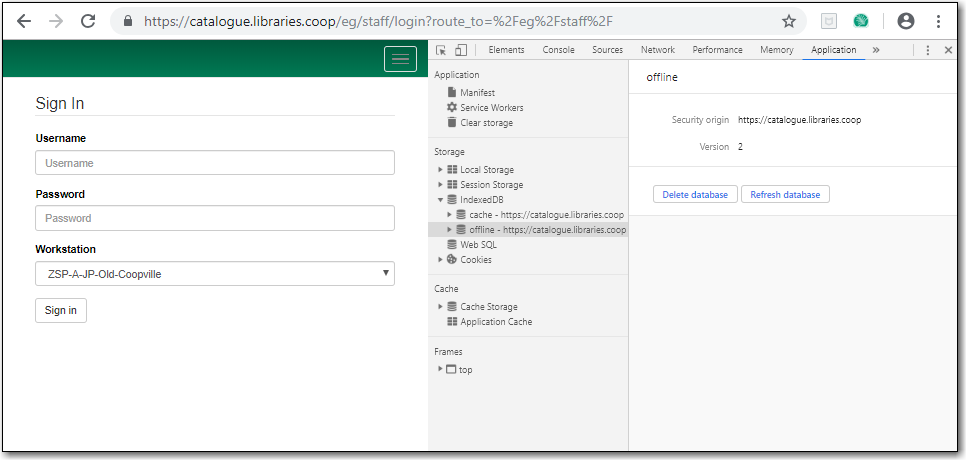 https://catalogue.libraries.coop/eg/staff/login?route_to=%2Feg%2Fstaff%2F
Sign In
Username
Username
Password
Password
Workstation
ZSP-A-JP-Old-Coopville
Sign in
Elements Console Sources Network Performance Memory Application »
Application
Manifest
Service Workers
Clear storage
Storage
Local Storage
Session Storage
IndexedDB
cache - https://catalogue.libraries.coop
offline - https://catalogue.libraries.coop
Web SQL
Cookies
Cache
Cache Storage
Application Cache
Frames
top
offline
Security origin https://catalogue.libraries.coop
Version 2
Delete database Refresh database